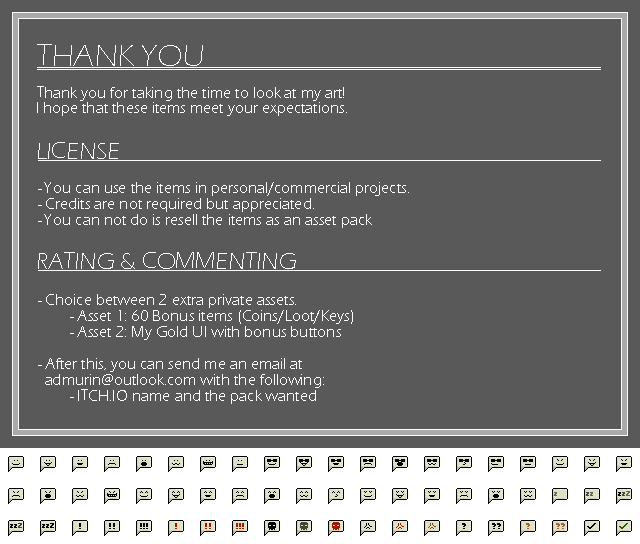 THANK YOU
Thank you for taking the time to look at my art!
I hope that these items meet your expectations.
LICENSE
-You can use the items in personal/commercial projects.
- Credits are not required but appreciated.
-You can not do is resell the items as an asset pack
RATING & COMMENTING
- Choice between 2 extra private assets.
- Asset 1: 60 Bonus items (Coins/Loot/Keys)
- Asset 2: My Gold UI with bonus buttons
- After this, you can send me an email at
admurin@outlook.com with the following:
- ITCH.IO name and the pack wanted
z zz zzZ
zzZ zzZ ! !! !!! ! !! !!! ? ?? ? ??